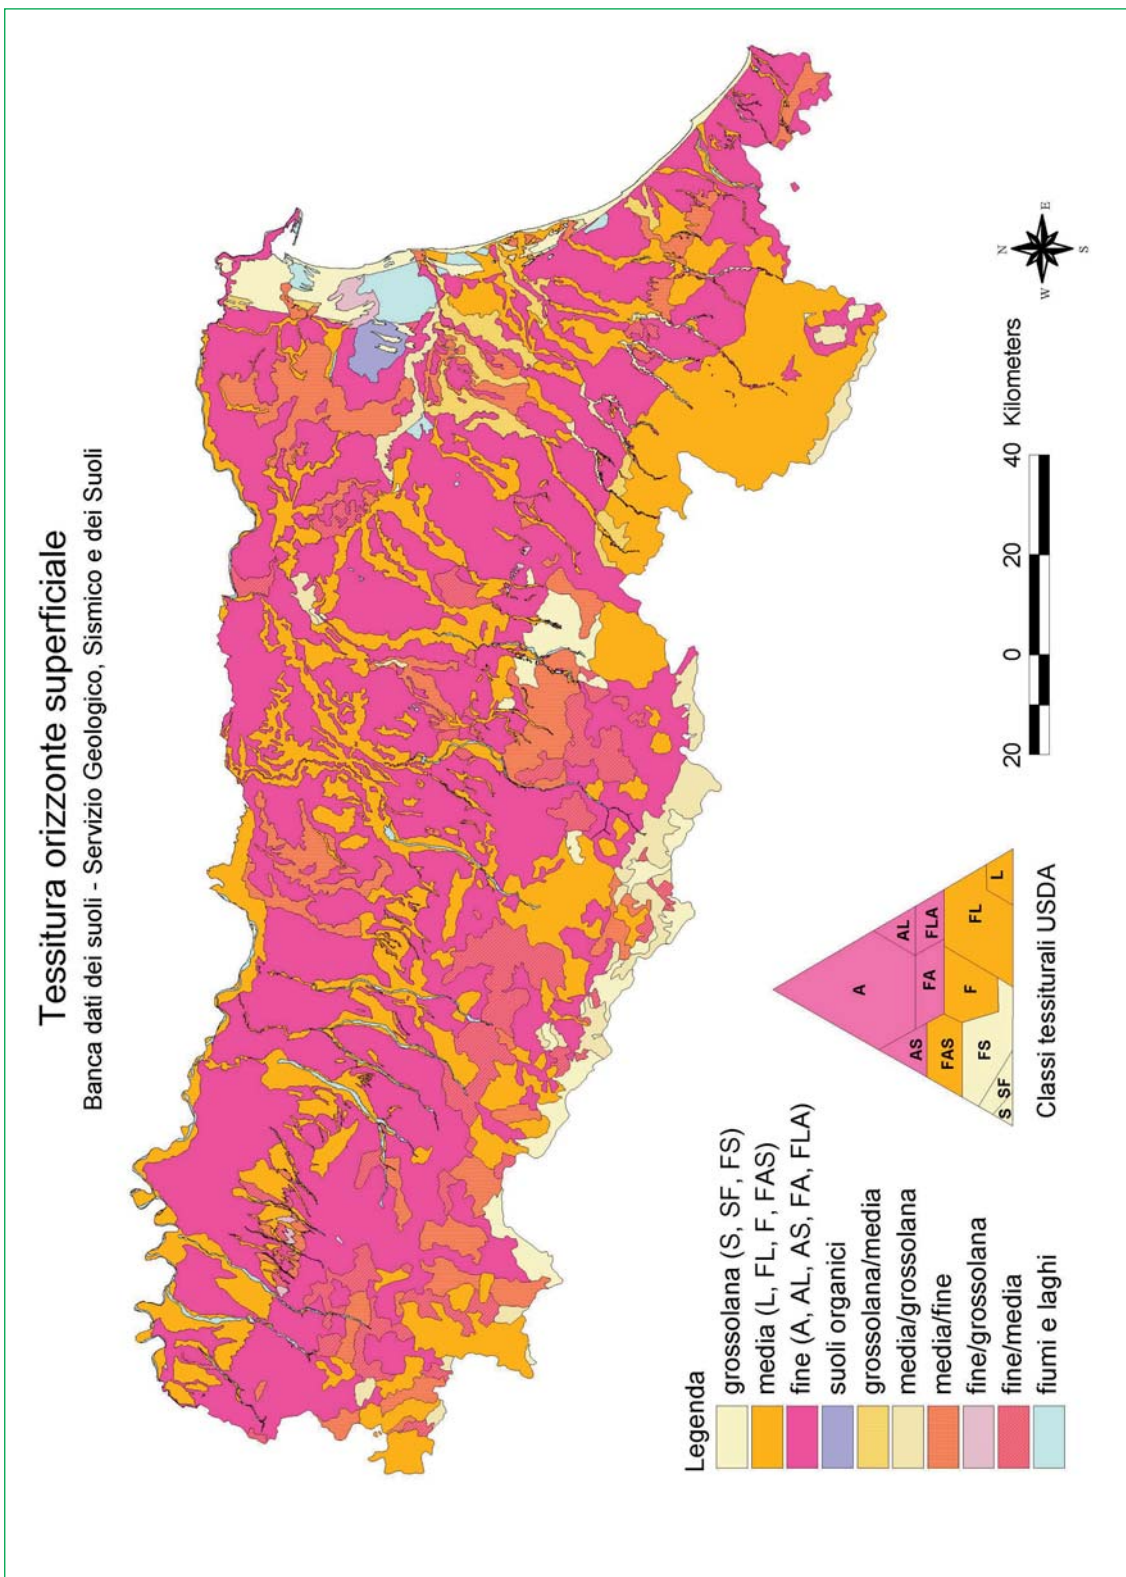 Tessitura orizzonte superficiale
Banca dati dei suoli - Servizio Geologico, Sismico e dei Suoli
Legenda
grossolana (S, SF, FS)
media (L, FL, F, FAS)
fine (A, AL, AS, FA, FLA)
suoli organici
grossolana/media
media/grossolana
media/fine
fine/grossolana
fine/media
fiumi e laghi
A
AS
FA
AL
FLA
FAS
F
FL
L
FS
S
SF
Classi tessiturali USDA
20
0
20
40
Kilometers
N
W
E
S